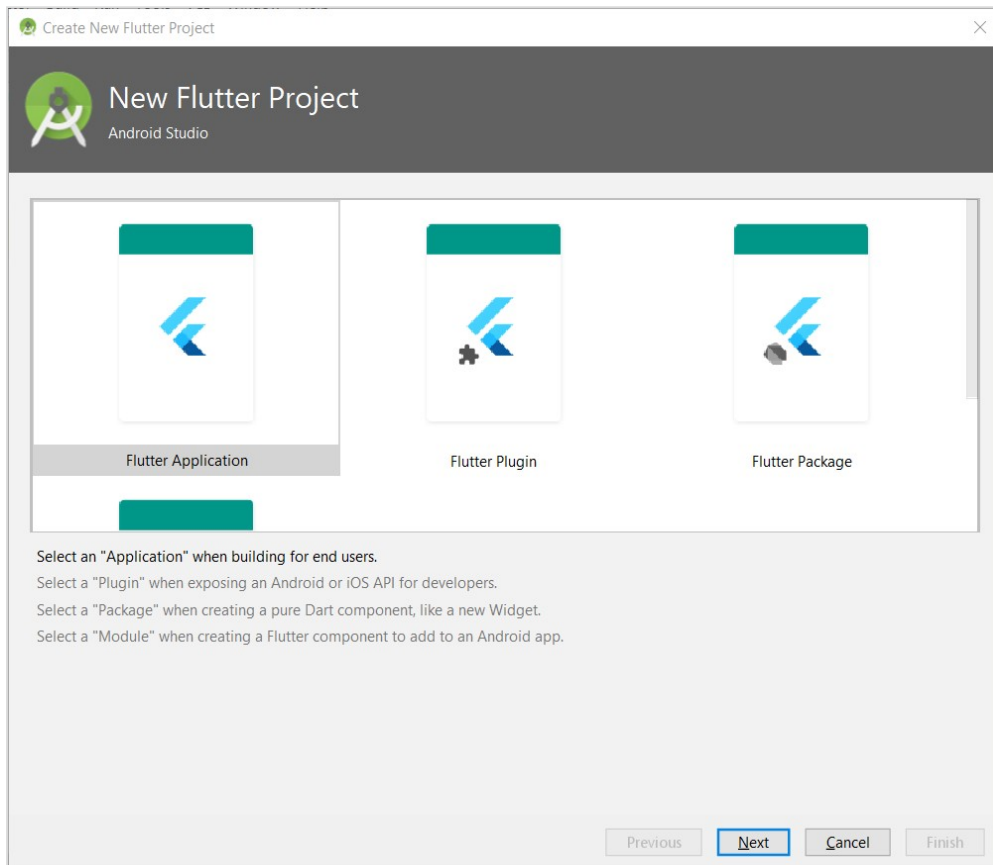 Create New Flutter Project
New Flutter Project
Android Studio
Flutter Application
Flutter Plugin
Flutter Package
Select an "Application" when building for end users.
Select a "Plugin" when exposing an Android or iOS API for developers.
Select a "Package" when creating a pure Dart component, like a new Widget.
Select a "Module" when creating a Flutter component to add to an Android app.
Previous
Next
Cancel
Finish